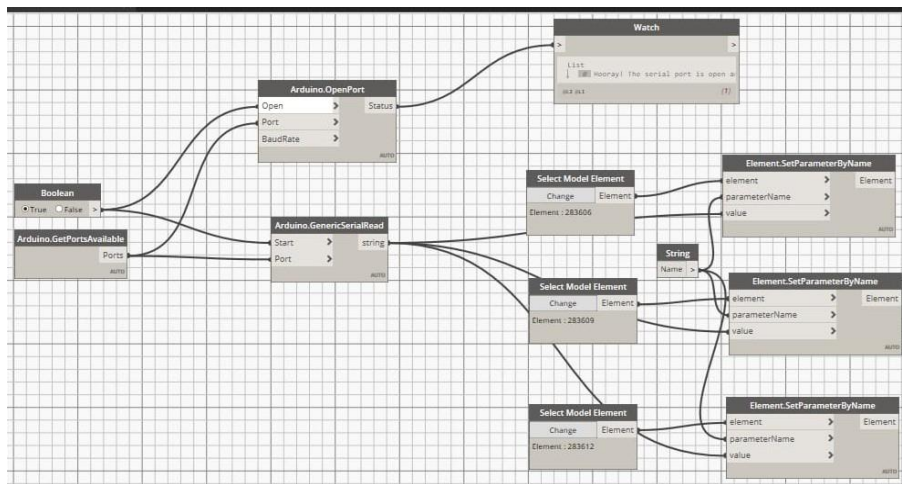 Watch
> >
List
Hooray! The serial port is open a
Arduino.OpenPort
Open > Status
Port >
BaudRate >
AUTO
Boolean
True False >
Arduino.GetPortsAvailable
Ports
AUTO
Arduino.GenericSerialRead
Start > string
Port >
AUTO
Select Model Element
Change Element
Element : 283606
String
Name >
Select Model Element
Change Element
Element : 283609
Select Model Element
Change Element
Element : 283612
Element.SetParameterByName
element > Element
parameterName >
value >
AUTO
Element.SetParameterByName
element > Element
parameterName >
value >
AUTO
Element.SetParameterByName
element > Element
parameterName >
value >
AUTO